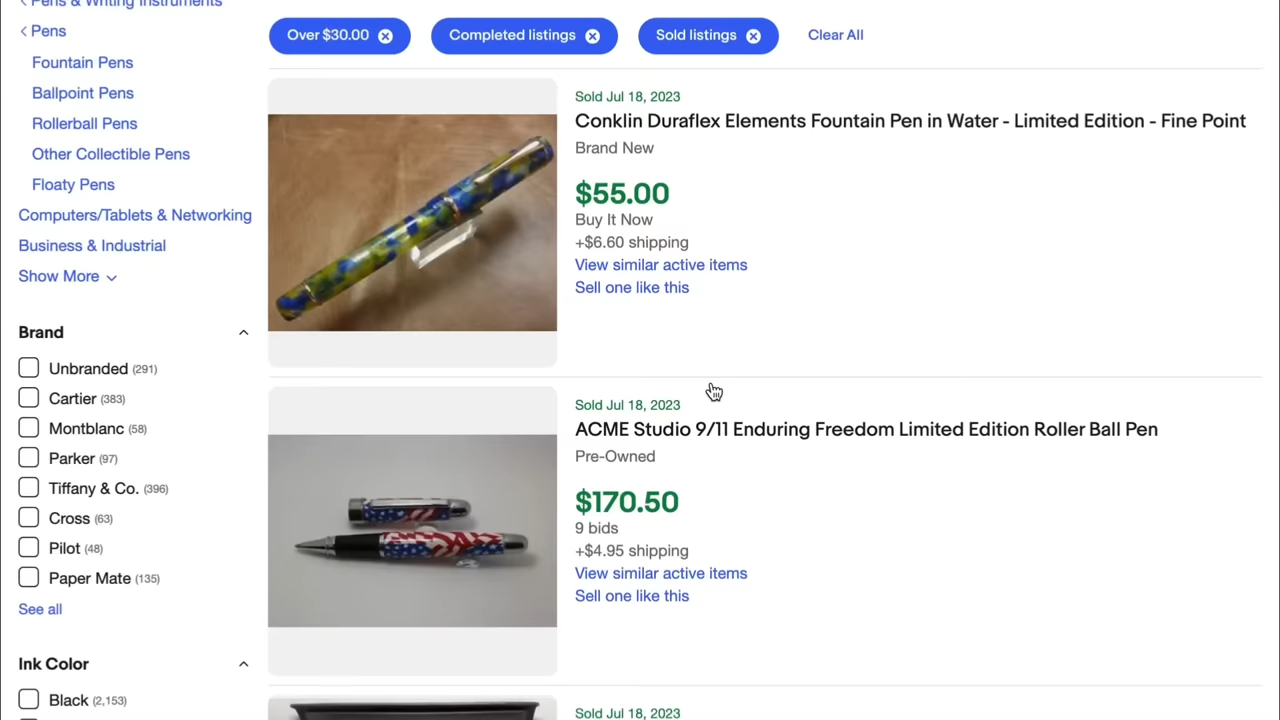 Pens & Writing Instruments
Pens
Fountain Pens
Ballpoint Pens
Rollerball Pens
Other Collectible Pens
Floaty Pens
Computers/Tablets & Networking
Business & Industrial
Show More
Brand
Unbranded (291)
Cartier (383)
Montblanc (58)
Parker (97)
Tiffany & Co. (396)
Cross (63)
Pilot (48)
Paper Mate (135)
See all
Ink Color
Black (2,153)
Over $30.00
Completed listings
Sold listings
Clear All
Sold Jul 18, 2023
Conklin Duraflex Elements Fountain Pen in Water - Limited Edition - Fine Point
Brand New
$55.00
Buy It Now
+$6.60 shipping
View similar active items
Sell one like this
Sold Jul 18, 2023
ACME Studio 9/11 Enduring Freedom Limited Edition Roller Ball Pen
Pre-Owned
$170.50
9 bids
+$4.95 shipping
View similar active items
Sell one like this
Sold Jul 18, 2023